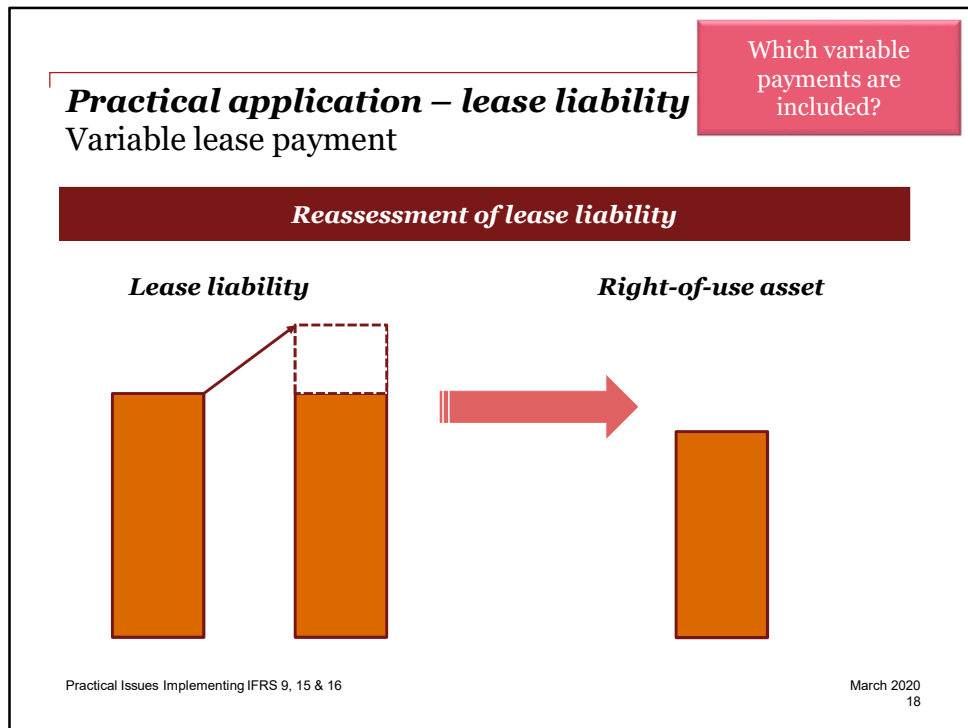 Which variable
payments are
included?
Practical application – lease liability
Variable lease payment
Reassessment of lease liability
Lease liability
Right-of-use asset
Practical Issues Implementing IFRS 9, 15 & 16
March 2020
18